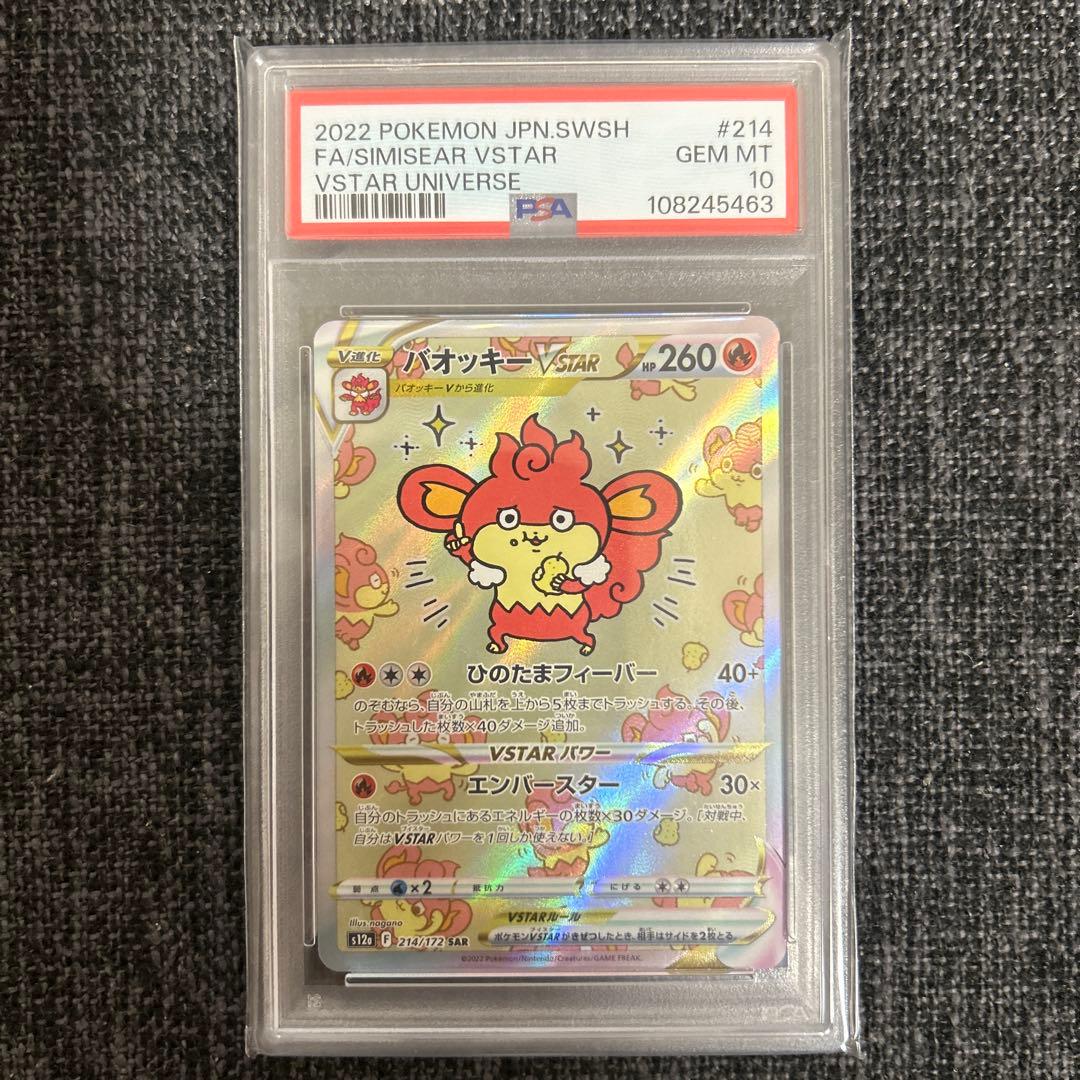 2022 POKEMON JPN.SWSH #214
FA/SIMISEAR VSTAR GEM MT
VSTAR UNIVERSE 10
PSA 108245463
V進化 バオッキーVSTAR HP 260
バオッキーVから進化
ひのたまフィーバー 40+
のぞむなら、自分の山札を上から5枚までトラッシュする。その後、
トラッシュした枚数×40ダメージ追加。
VSTARパワー
エンバースター 30×
自分のトラッシュにあるエネルギーの枚数×30ダメージ。[対戦中、
自分はVSTARパワーを1回しか使えない。]
弱点 ×2 抵抗力 にげる
Illus. nagano
VSTARルール
s12a F 214/172 SAR
ポケモンVSTARがきぜつしたとき、相手はサイドを2枚とる。
©2022 Pokémon/Nintendo/Creatures/GAME FREAK.